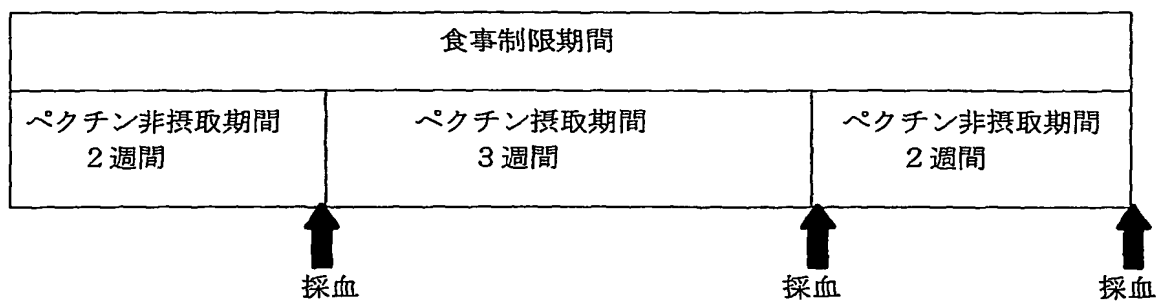 食事制限期間
ペクチン非摂取期間
2週間
ペクチン摂取期間
3週間
ペクチン非摂取期間
2週間
採血
採血
採血